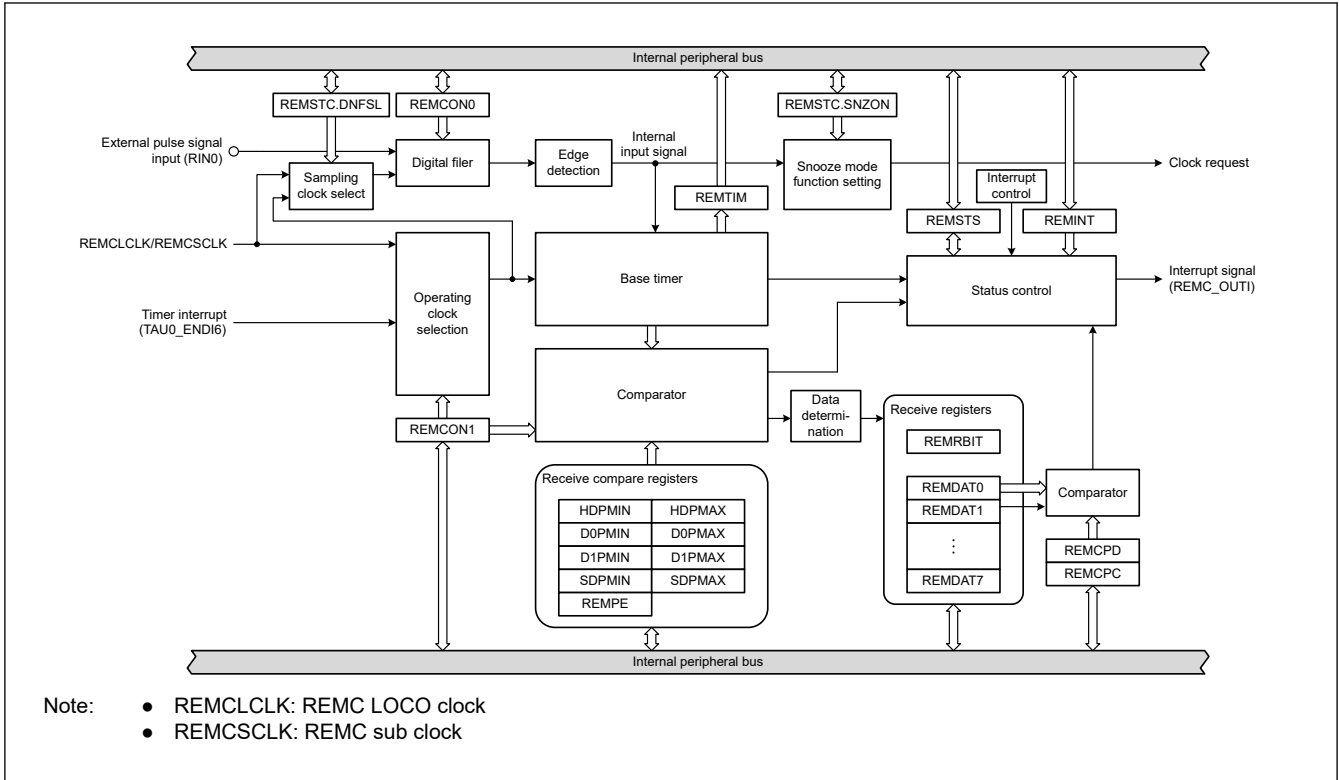 Internal peripheral bus
REMSTC.DNFSL
REMCON0
REMSTC.SNZON
External pulse signal
input (RIN0)
Digital filer
Edge
detection
Internal
input signal
Snooze mode
function setting
Clock request
Sampling
clock select
Interrupt
control
REMTIM
REMSTS
REMINT
REMCLCLK/REMCSCLK
Operating
clock
selection
Base timer
Status control
Interrupt signal
(REMC_OUTI)
Timer interrupt
(TAU0_ENDI6)
Comparator
Data
determi-
nation
Receive registers
REMCON1
REMRBIT
Receive compare registers
HDPMIN HDPMAX
D0PMIN D0PMAX
D1PMIN D1PMAX
SDPMIN SDPMAX
REMPE
REMDAT0
REMDAT1
⋮
REMDAT7
Comparator
REMCPD
REMCPC
Internal peripheral bus
Note: ● REMCLCLK: REMC LOCO clock
● REMCSCLK: REMC sub clock